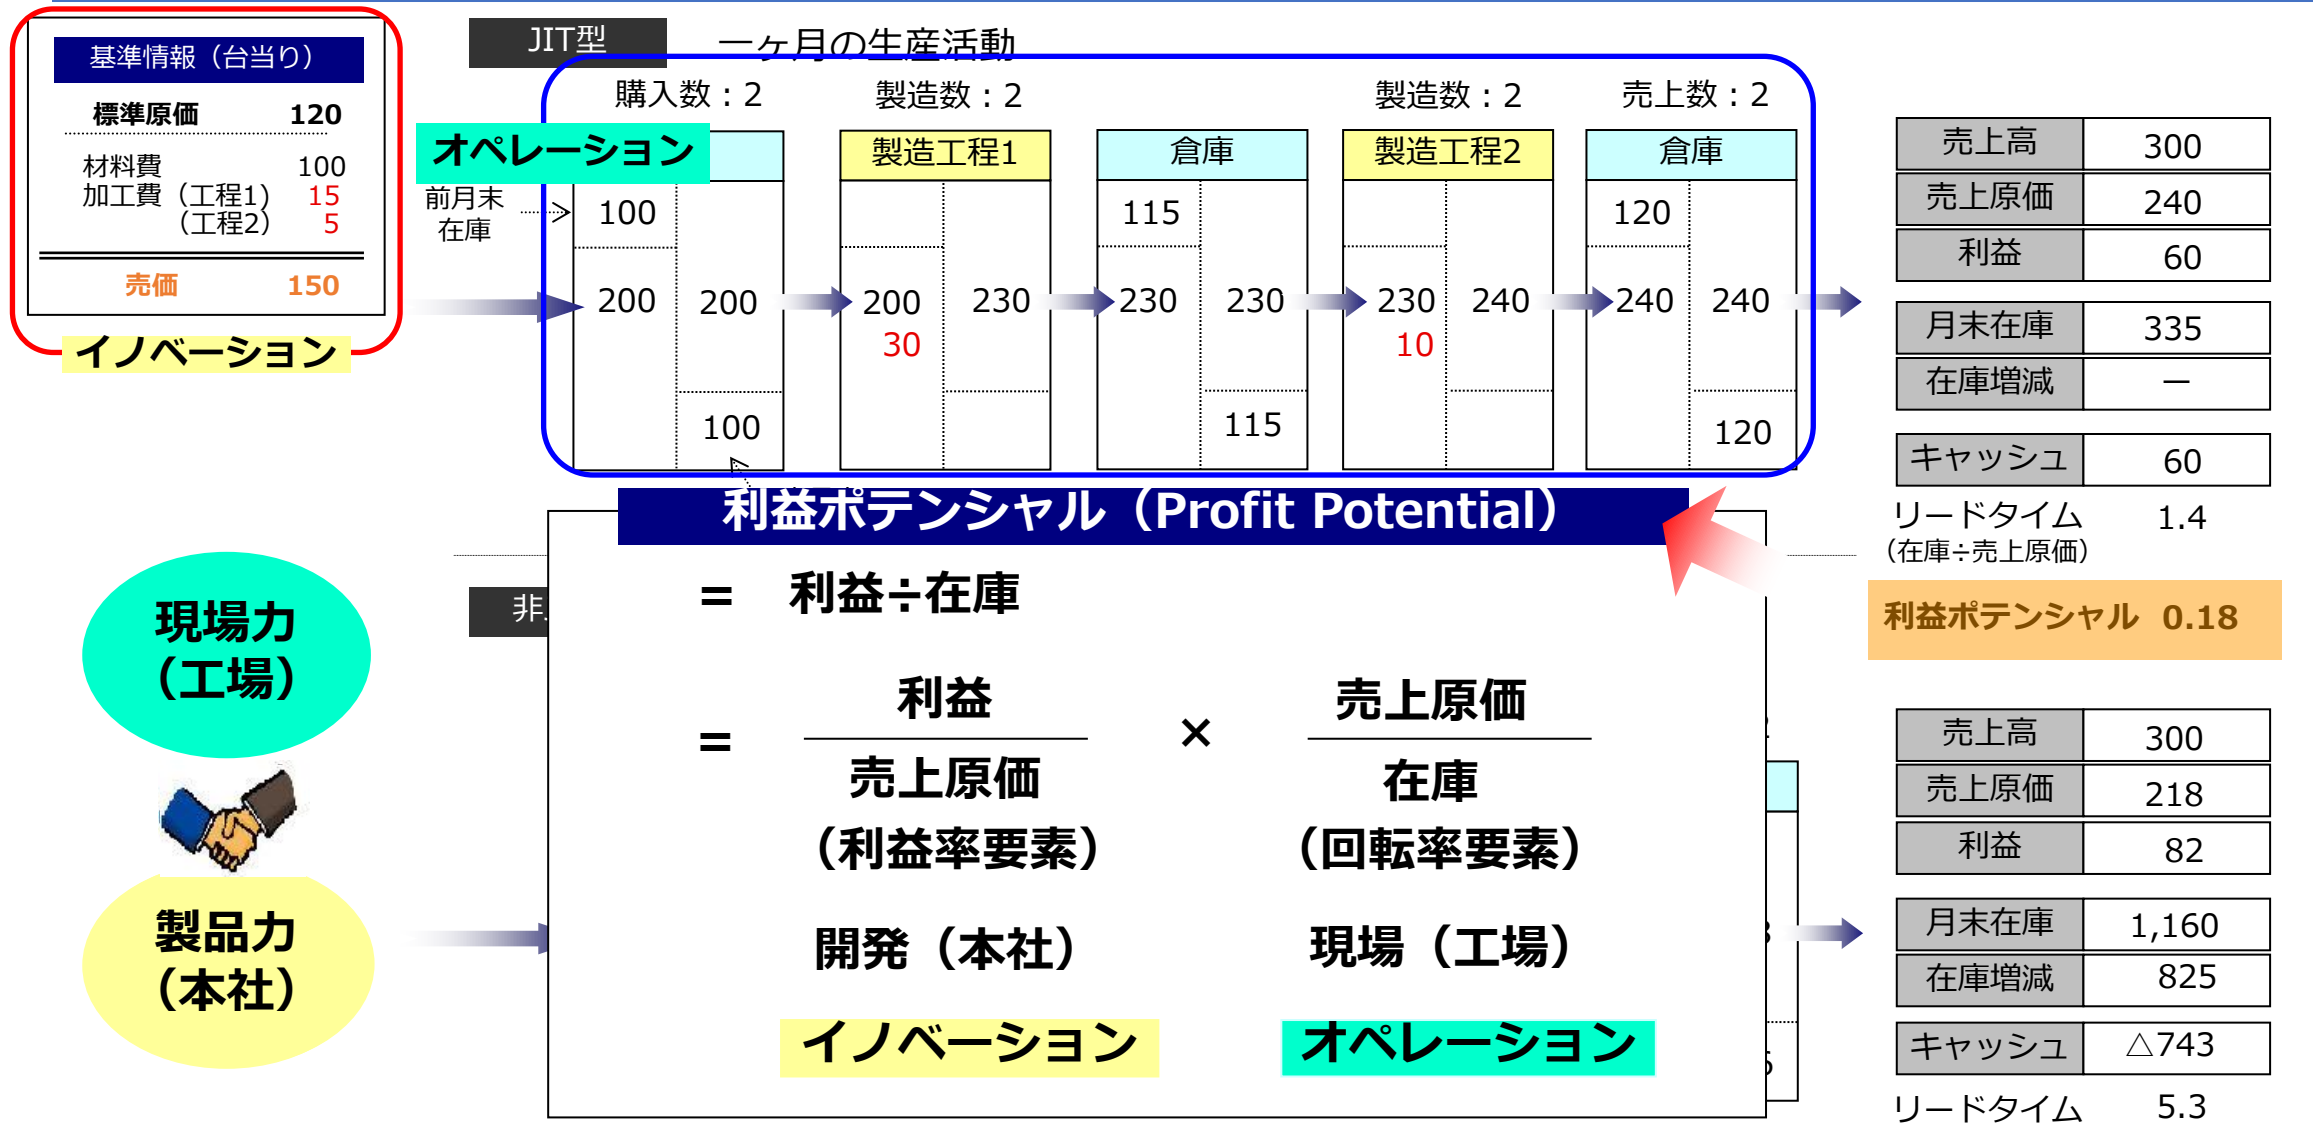 基準情報（台当り）
標準原価 120
材料費 100
加工費（工程1） 15
（工程2） 5
売価 150
イノベーション
JIT型 一ヶ月の生産活動
購入数：2 製造数：2 製造数：2 売上数：2
オペレーション 製造工程1 倉庫 製造工程2 倉庫
前月末
在庫
100 115 120
200 200 200 230 230 230 230 240 240 240
30 10
100 115 120
売上高 300
売上原価 240
利益 60
月末在庫 335
在庫増減 ー
キャッシュ 60
リードタイム 1.4
（在庫÷売上原価）
利益ポテンシャル 0.18
利益ポテンシャル（Profit Potential）
= 利益÷在庫
= 利益 × 売上原価
売上原価 在庫
（利益率要素） （回転率要素）
開発（本社） 現場（工場）
イノベーション オペレーション
非
現場力
（工場）
製品力
（本社）
売上高 300
売上原価 218
利益 82
月末在庫 1,160
在庫増減 825
キャッシュ △743
リードタイム 5.3